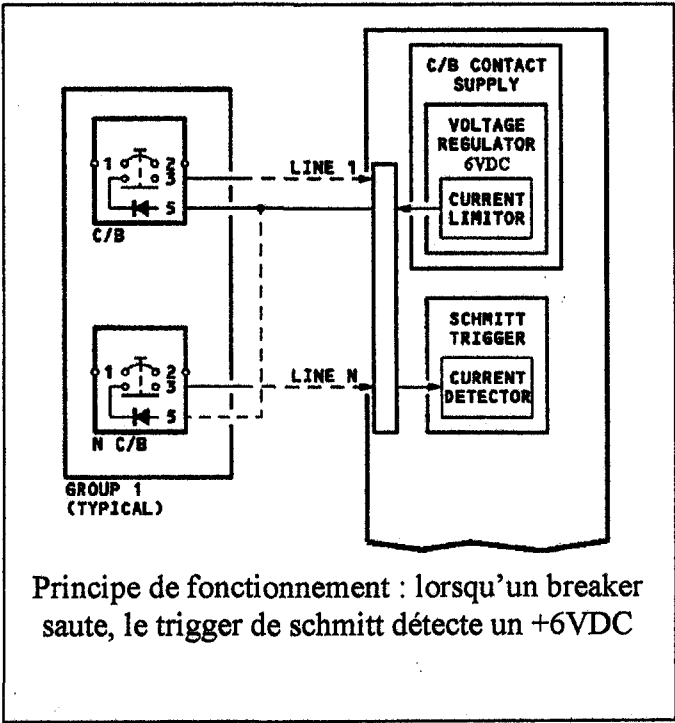 C/B CONTACT
SUPPLY
VOLTAGE
REGULATOR
6VDC
CURRENT
LIMITOR
1 2
3
5
C/B
LINE 1
SCHMITT
TRIGGER
CURRENT
DETECTOR
1 2
3
5
N C/B
LINE N
GROUP 1
(TYPICAL)
Principe de fonctionnement : lorsqu'un breaker
saute, le trigger de schmitt détecte un +6VDC